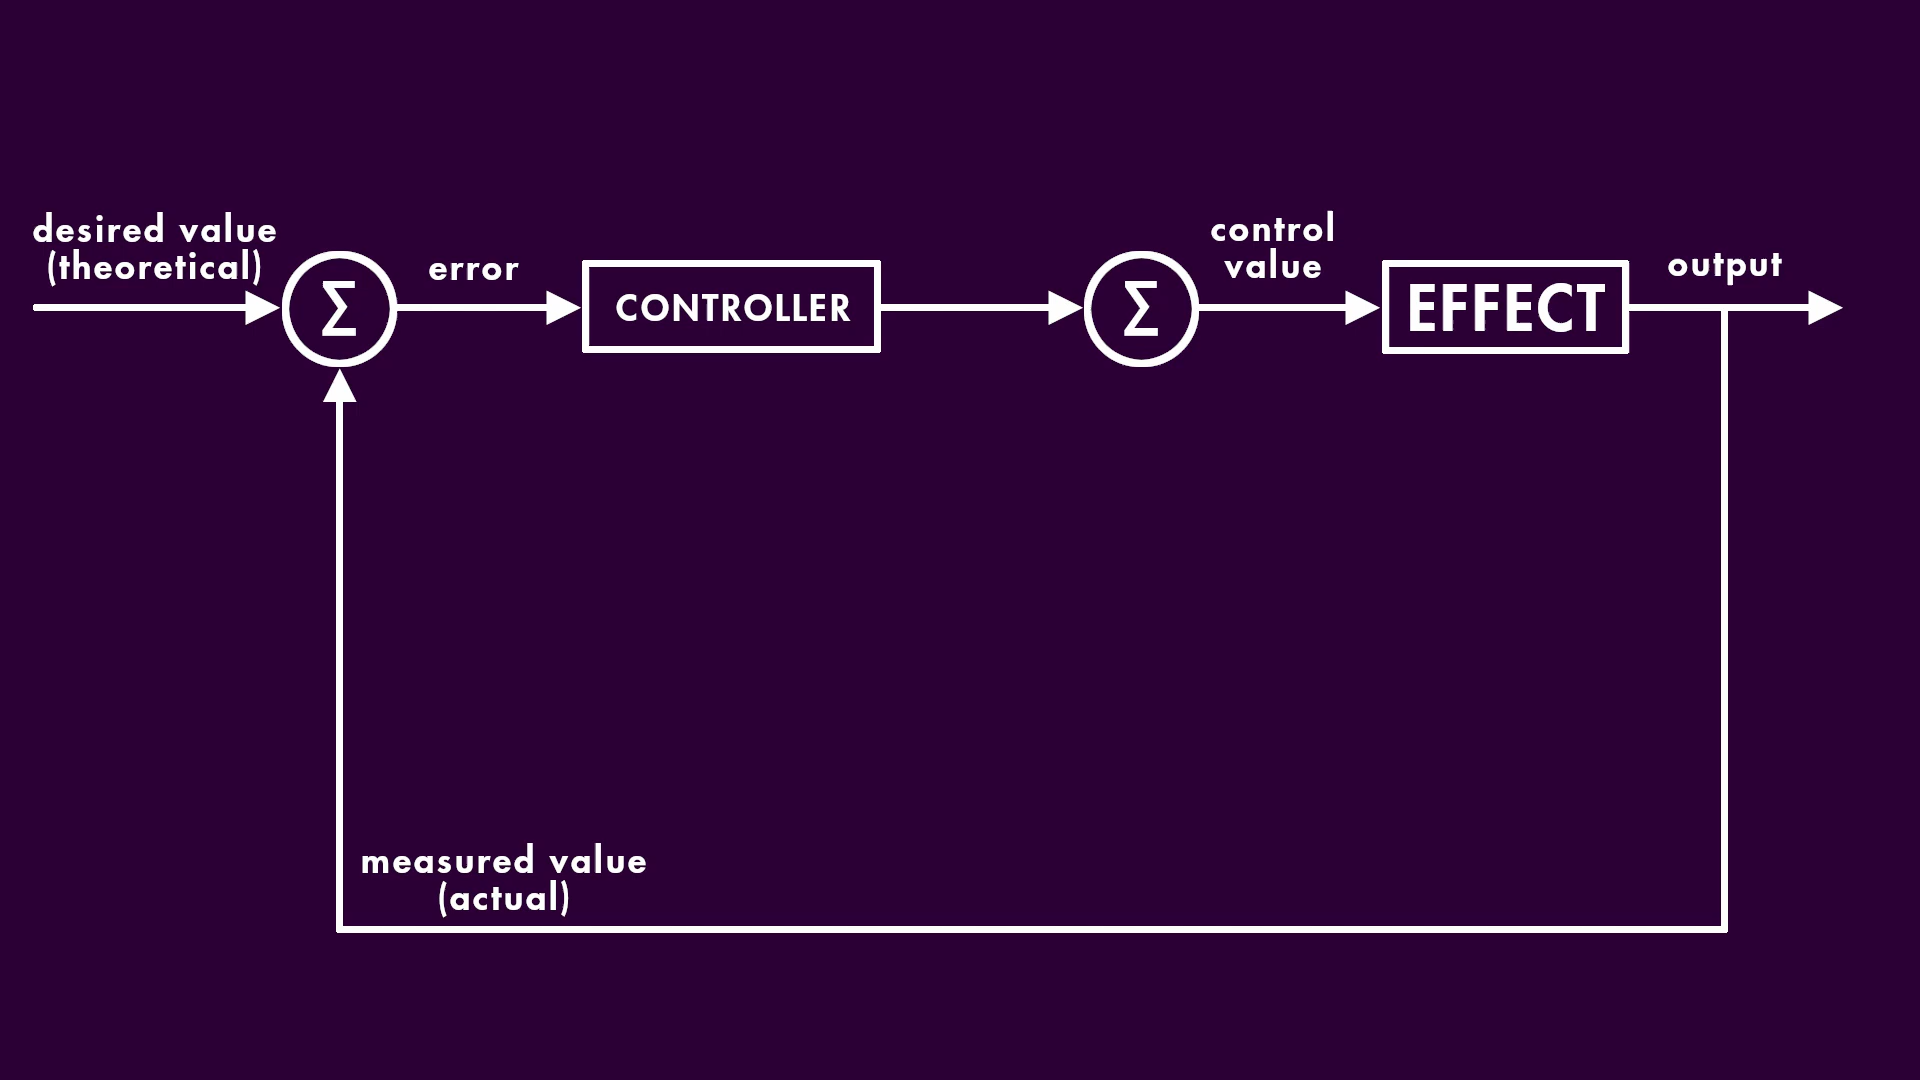 desired value
(theoretical)
Σ
error
CONTROLLER
Σ
control
value
EFFECT
output
measured value
(actual)